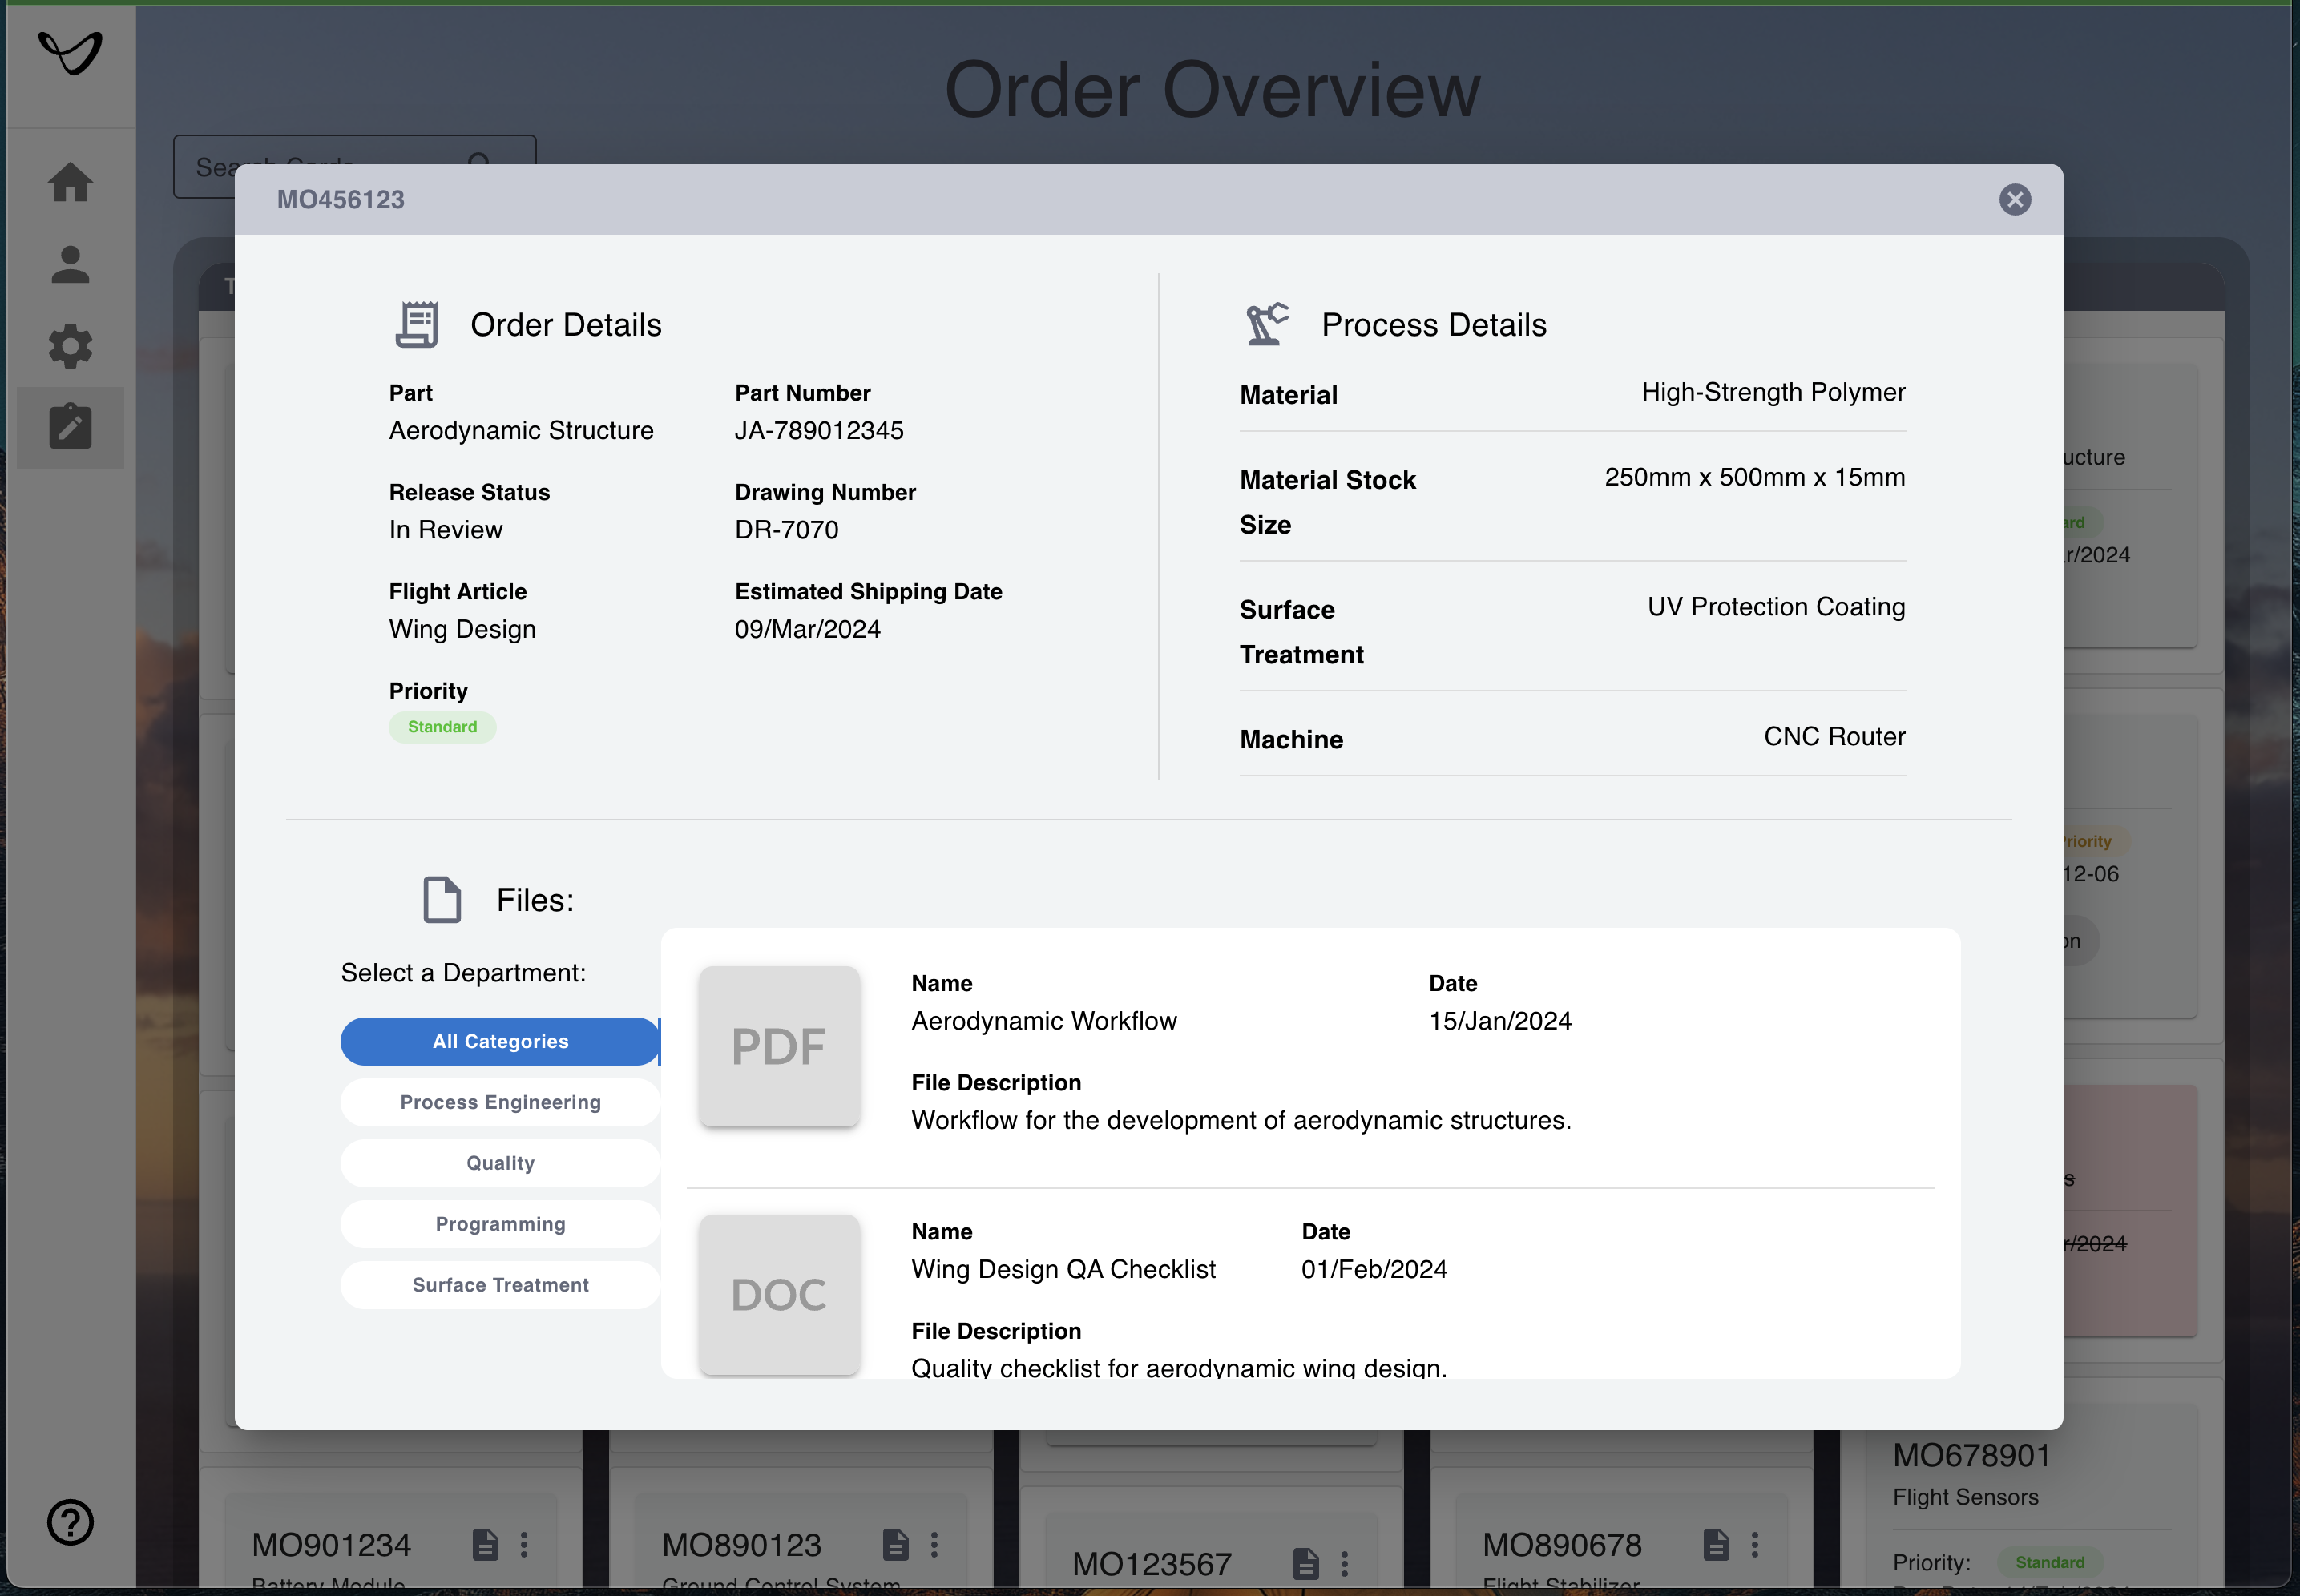 Order Overview
Search Cards
MO456123
Order Details
Part
Aerodynamic Structure
Part Number
JA-789012345
Release Status
In Review
Drawing Number
DR-7070
Flight Article
Wing Design
Estimated Shipping Date
09/Mar/2024
Priority
Standard
Process Details
Material
High-Strength Polymer
Material Stock
Size
250mm x 500mm x 15mm
Surface
Treatment
UV Protection Coating
Machine
CNC Router
Files:
Select a Department:
All Categories
Process Engineering
Quality
Programming
Surface Treatment
PDF
Name
Aerodynamic Workflow
Date
15/Jan/2024
File Description
Workflow for the development of aerodynamic structures.
DOC
Name
Wing Design QA Checklist
Date
01/Feb/2024
File Description
Quality checklist for aerodynamic wing design.
ucture
ard
r/2024
riority
12-06
on
s
r/2024
MO901234
Battery Module
MO890123
Ground Control System
MO123567
MO890678
Flight Stabilizer
MO678901
Flight Sensors
Priority:
Standard